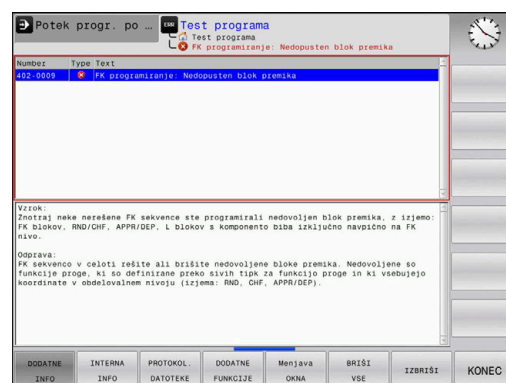 Potek progr. po ...
ERR Test programa
Test programa
FK programiranje: Nedopusten blok premika
Number Type Text
402-0009 FK programiranje: Nedopusten blok premika
Vzrok:
Znotraj neke nerešene FK sekvence ste programirali nedovoljen blok premika, z izjemo:
FK blokov, RND/CHF, APPR/DEP, L blokov s komponento biba izključno navpično na FK
nivo.
Odprava:
FK sekvenco v celoti rešite ali brišite nedovoljene bloke premika. Nedovoljene so
funkcije proge, ki so definirane preko sivih tipk za funkcijo proge in ki vsebujejo
koordinate v obdelovalnem nivoju (izjema: RND, CHF, APPR/DEP).
DODATNE
INFO
INTERNA
INFO
PROTOKOL.
DATOTEKE
DODATNE
FUNKCIJE
Menjava
OKNA
BRIŠI
VSE
IZBRIŠI
KONEC